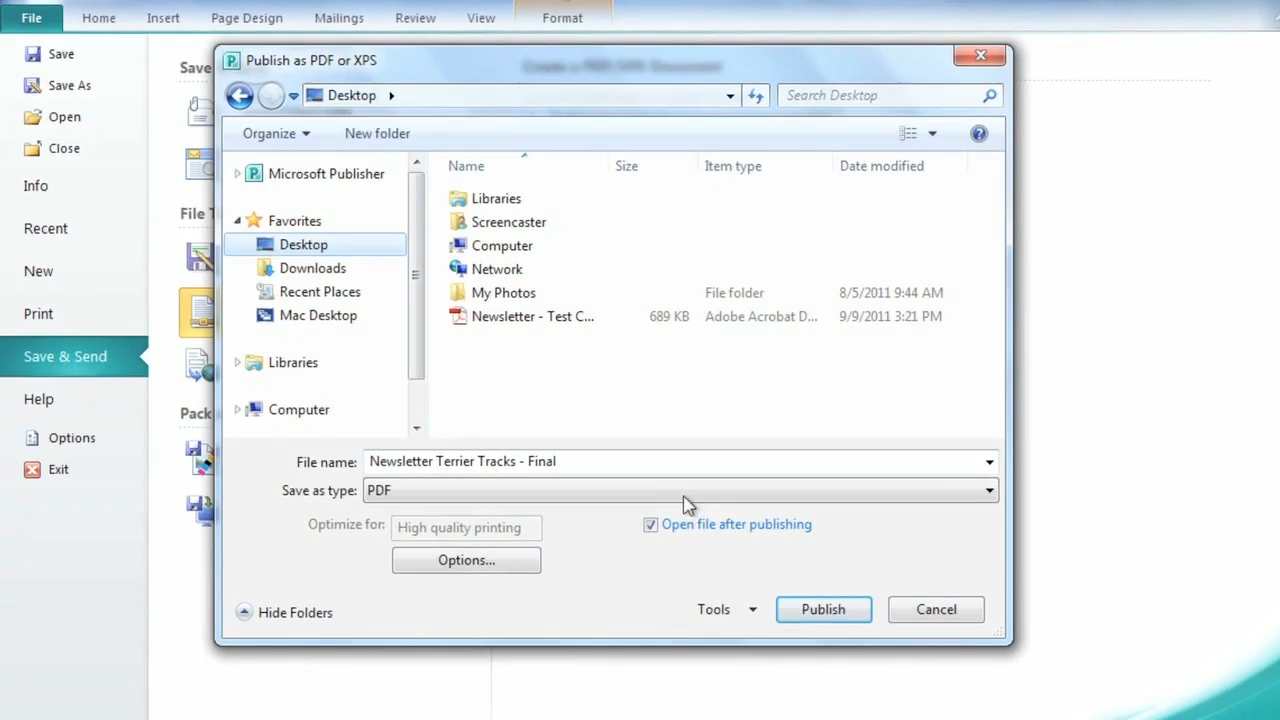 File Home Insert Page Design Mailings Review View Format
Save
Save As
Open
Close
Info
Recent
New
Print
Save & Send
Help
Options
Exit
Save
File T
Pack
Publish as PDF or XPS
Desktop
Search Desktop
Organize New folder
Microsoft Publisher
Favorites
Desktop
Downloads
Recent Places
Mac Desktop
Libraries
Computer
Name Size Item type Date modified
Libraries
Screencaster
Computer
Network
My Photos File folder 8/5/2011 9:44 AM
Newsletter - Test C... 689 KB Adobe Acrobat D... 9/9/2011 3:21 PM
File name: Newsletter Terrier Tracks - Final
Save as type: PDF
Optimize for: High quality printing
Open file after publishing
Options...
Hide Folders
Tools Publish Cancel